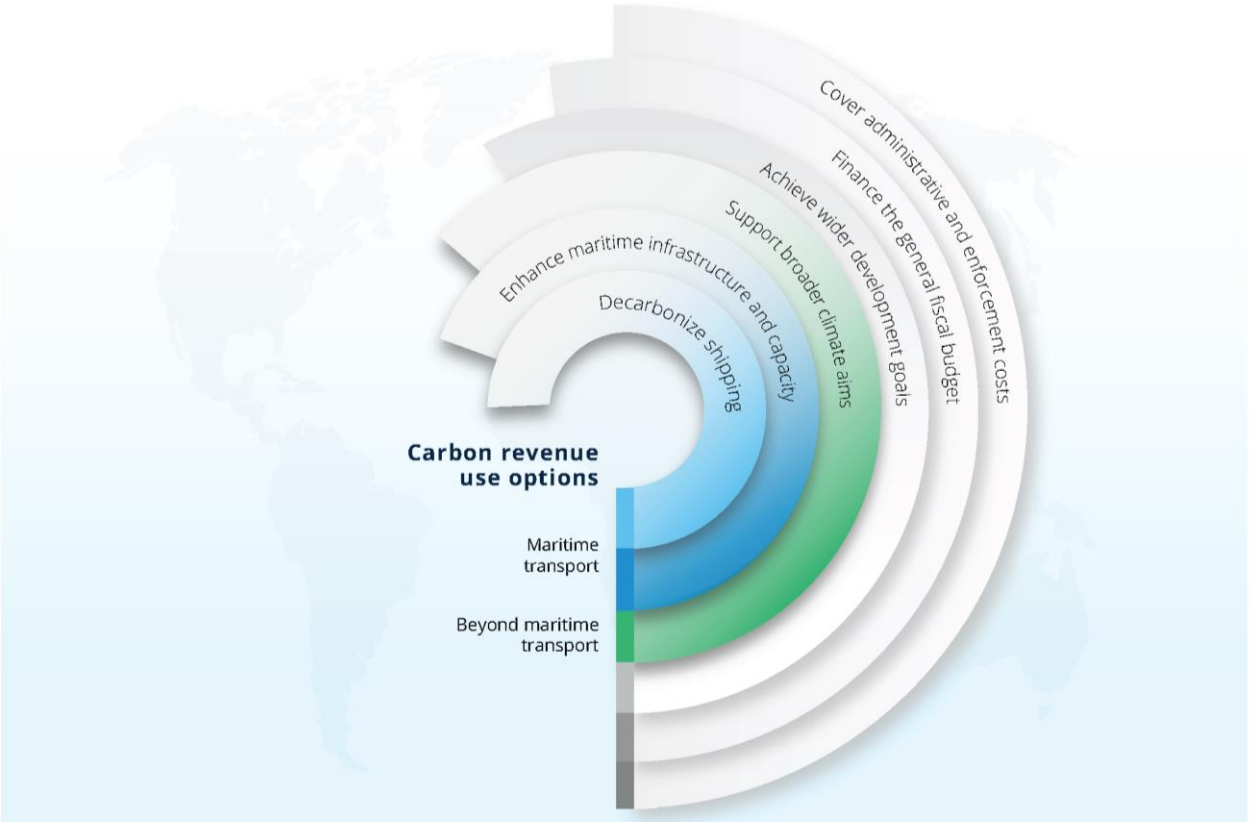 Cover administrative and enforcement costs
Finance the general fiscal budget
Achieve wider development goals
Support broader climate aims
Enhance maritime infrastructure and capacity
Decarbonize shipping
Carbon revenue
use options
Maritime
transport
Beyond maritime
transport